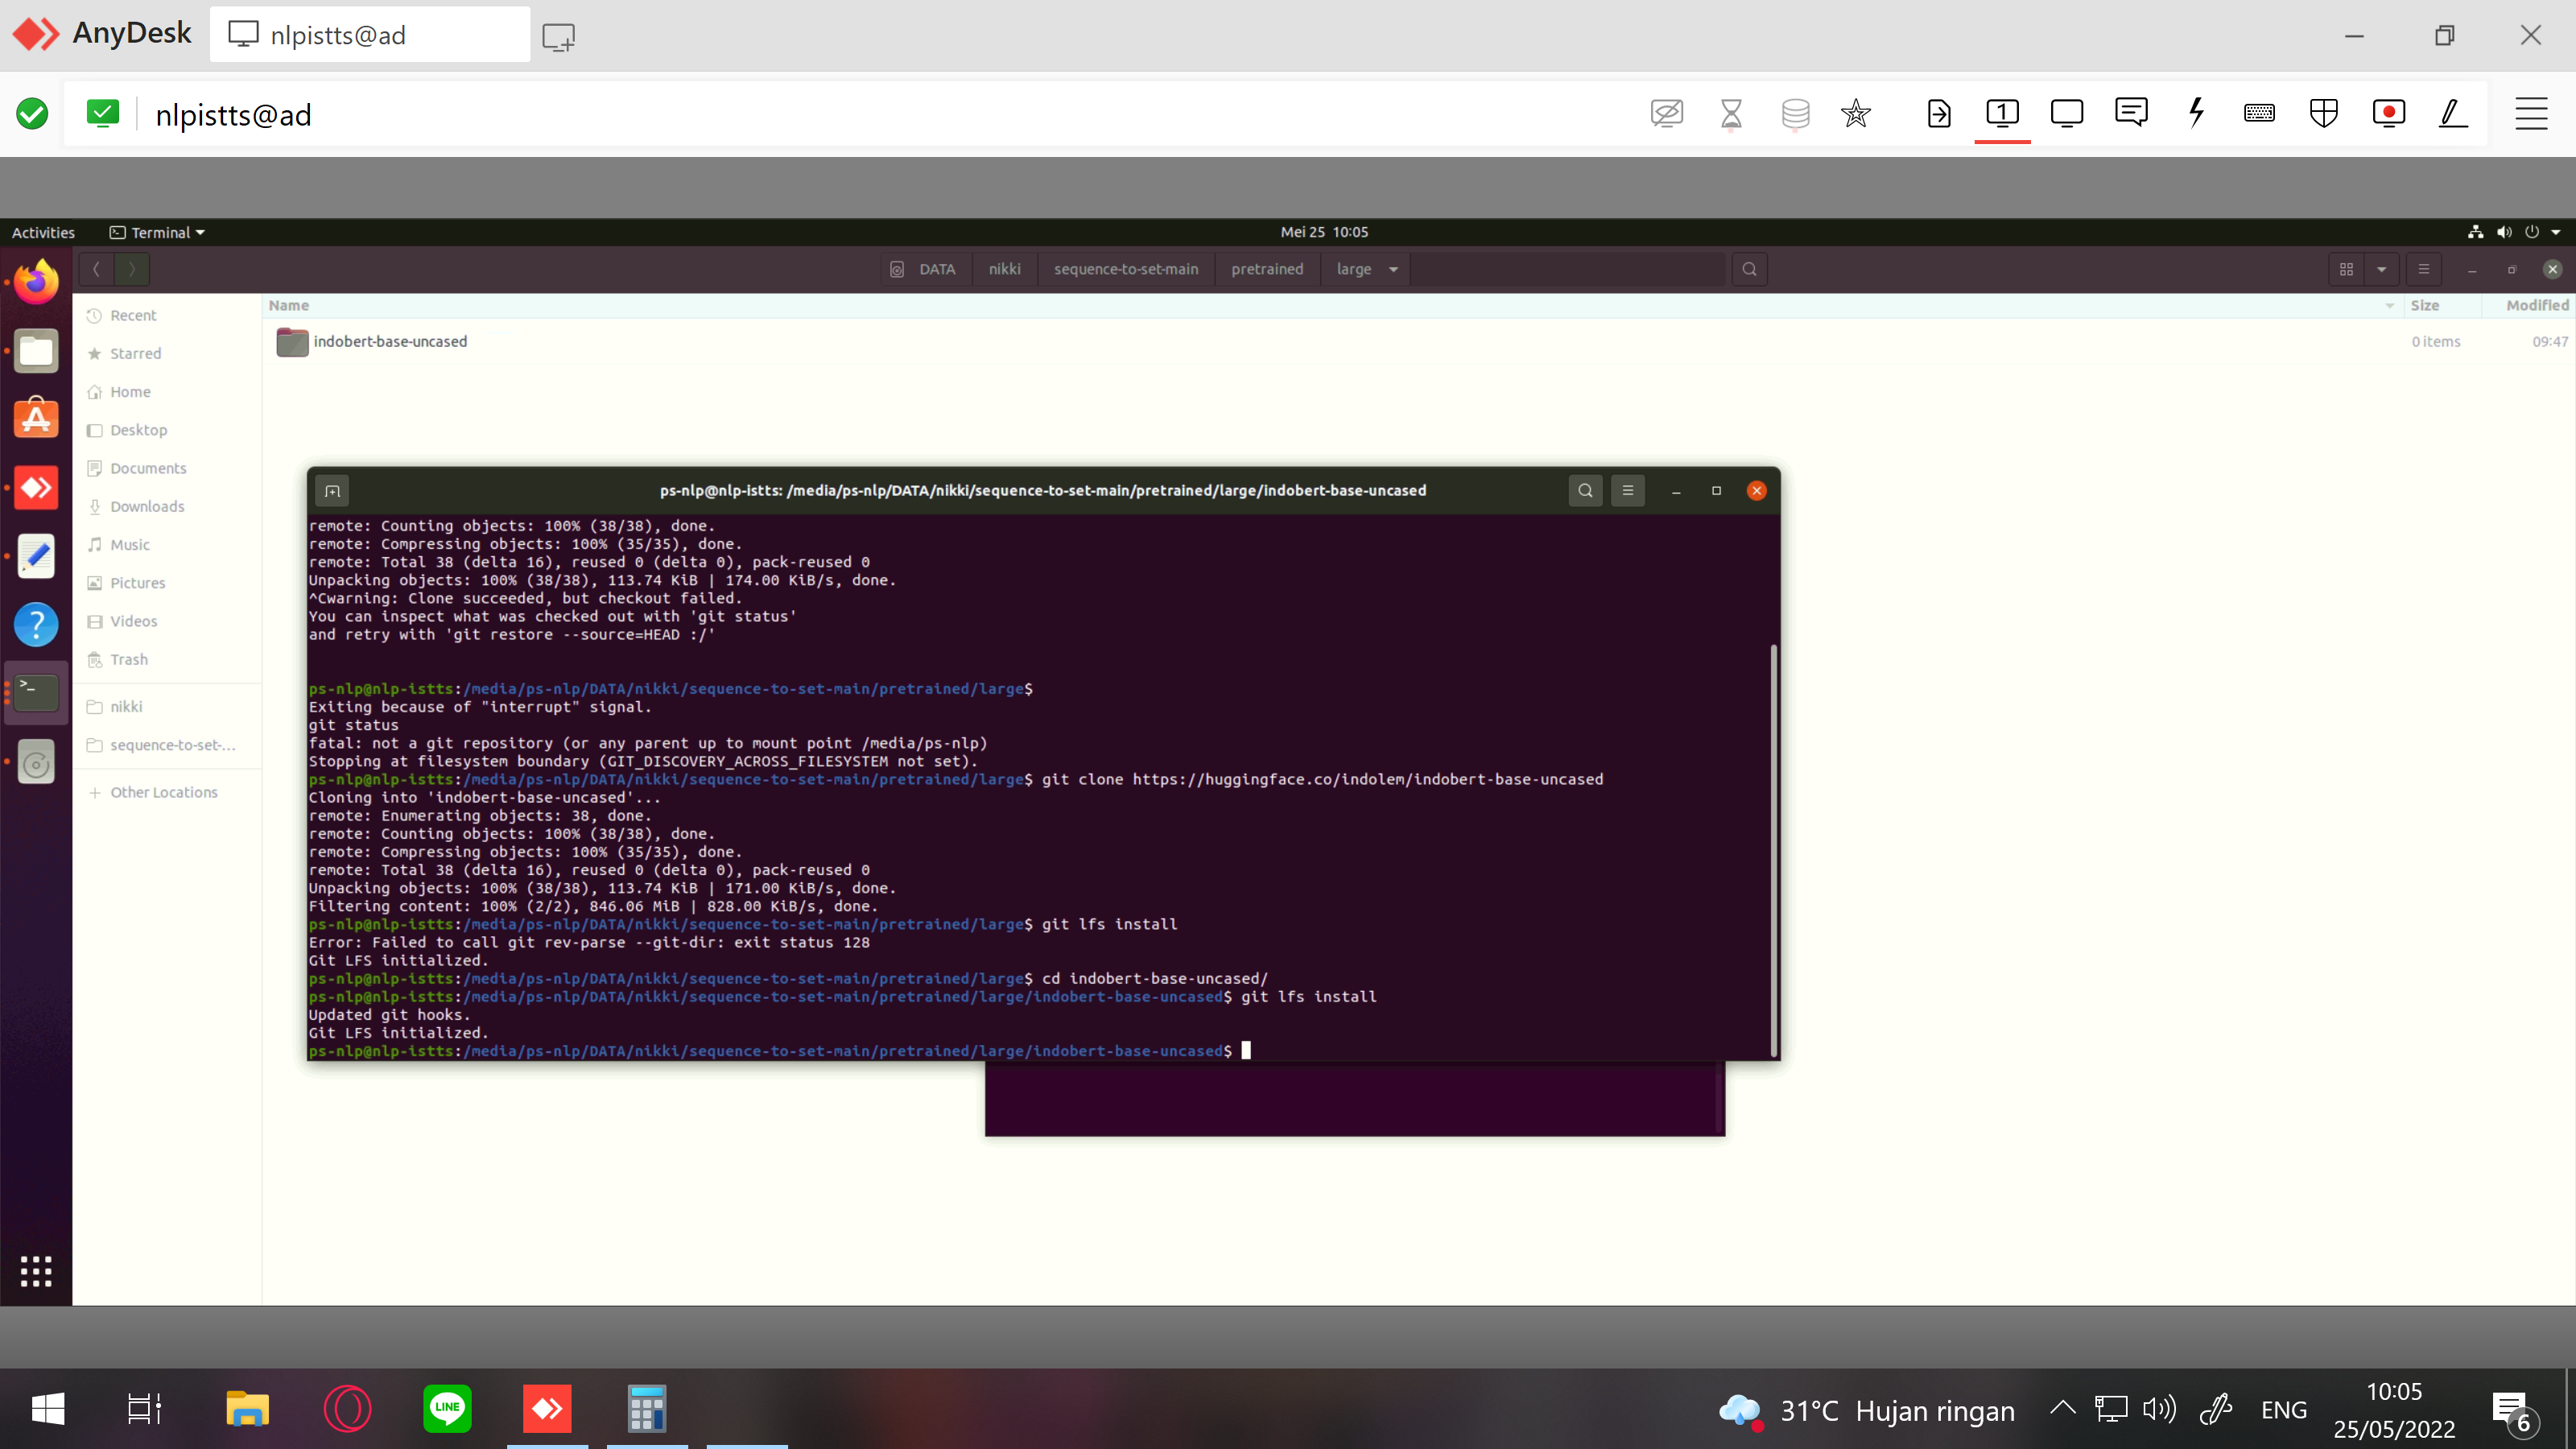 AnyDesk
nlpistts@ad
nlpistts@ad
1
Activities
Terminal
Mei 25 10:05
DATA
nikki
sequence-to-set-main
pretrained
large
Recent
Starred
Home
Desktop
Documents
Downloads
Music
Pictures
Videos
Trash
nikki
sequence-to-set-...
Other Locations
Name
Size
Modified
indobert-base-uncased
0 items
09:47
ps-nlp@nlp-istts: /media/ps-nlp/DATA/nikki/sequence-to-set-main/pretrained/large/indobert-base-uncased
remote: Counting objects: 100% (38/38), done.
remote: Compressing objects: 100% (35/35), done.
remote: Total 38 (delta 16), reused 0 (delta 0), pack-reused 0
Unpacking objects: 100% (38/38), 113.74 KiB | 174.00 KiB/s, done.
^Cwarning: Clone succeeded, but checkout failed.
You can inspect what was checked out with 'git status'
and retry with 'git restore --source=HEAD :/'
ps-nlp@nlp-istts:/media/ps-nlp/DATA/nikki/sequence-to-set-main/pretrained/large$
Exiting because of "interrupt" signal.
git status
fatal: not a git repository (or any parent up to mount point /media/ps-nlp)
Stopping at filesystem boundary (GIT_DISCOVERY_ACROSS_FILESYSTEM not set).
ps-nlp@nlp-istts:/media/ps-nlp/DATA/nikki/sequence-to-set-main/pretrained/large$ git clone https://huggingface.co/indolem/indobert-base-uncased
Cloning into 'indobert-base-uncased'...
remote: Enumerating objects: 38, done.
remote: Counting objects: 100% (38/38), done.
remote: Compressing objects: 100% (35/35), done.
remote: Total 38 (delta 16), reused 0 (delta 0), pack-reused 0
Unpacking objects: 100% (38/38), 113.74 KiB | 171.00 KiB/s, done.
Filtering content: 100% (2/2), 846.06 MiB | 828.00 KiB/s, done.
ps-nlp@nlp-istts:/media/ps-nlp/DATA/nikki/sequence-to-set-main/pretrained/large$ git lfs install
Error: Failed to call git rev-parse --git-dir: exit status 128
Git LFS initialized.
ps-nlp@nlp-istts:/media/ps-nlp/DATA/nikki/sequence-to-set-main/pretrained/large$ cd indobert-base-uncased/
ps-nlp@nlp-istts:/media/ps-nlp/DATA/nikki/sequence-to-set-main/pretrained/large/indobert-base-uncased$ git lfs install
Updated git hooks.
Git LFS initialized.
ps-nlp@nlp-istts:/media/ps-nlp/DATA/nikki/sequence-to-set-main/pretrained/large/indobert-base-uncased$
LINE
31°C Hujan ringan
ENG
10:05
25/05/2022
6